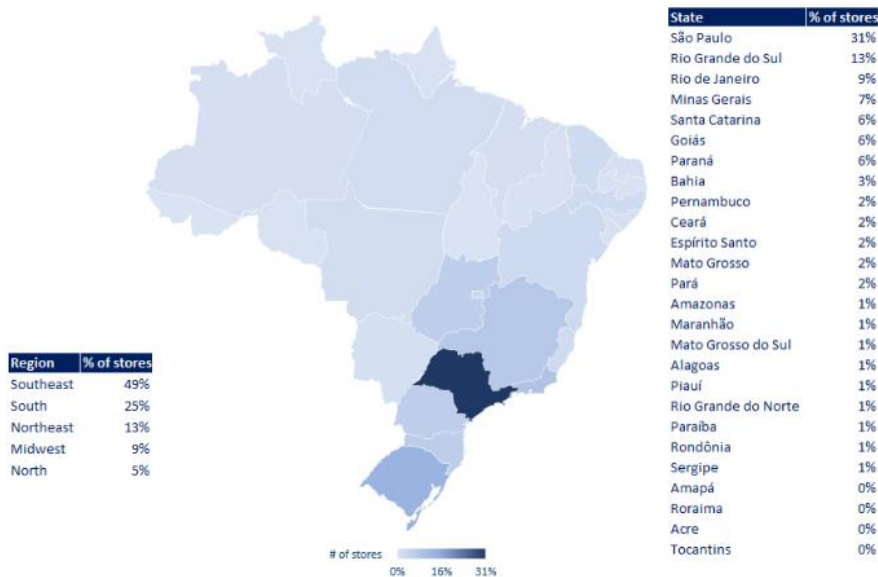 State % of stores
São Paulo 31%
Rio Grande do Sul 13%
Rio de Janeiro 9%
Minas Gerais 7%
Santa Catarina 6%
Goiás 6%
Paraná 6%
Bahia 3%
Pernambuco 2%
Ceará 2%
Espírito Santo 2%
Mato Grosso 2%
Pará 2%
Amazonas 1%
Maranhão 1%
Mato Grosso do Sul 1%
Alagoas 1%
Piauí 1%
Rio Grande do Norte 1%
Paraíba 1%
Rondônia 1%
Sergipe 1%
Amapá 0%
Roraima 0%
Acre 0%
Tocantins 0%
Region % of stores
Southeast 49%
South 25%
Northeast 13%
Midwest 9%
North 5%
# of stores
0% 16% 31%